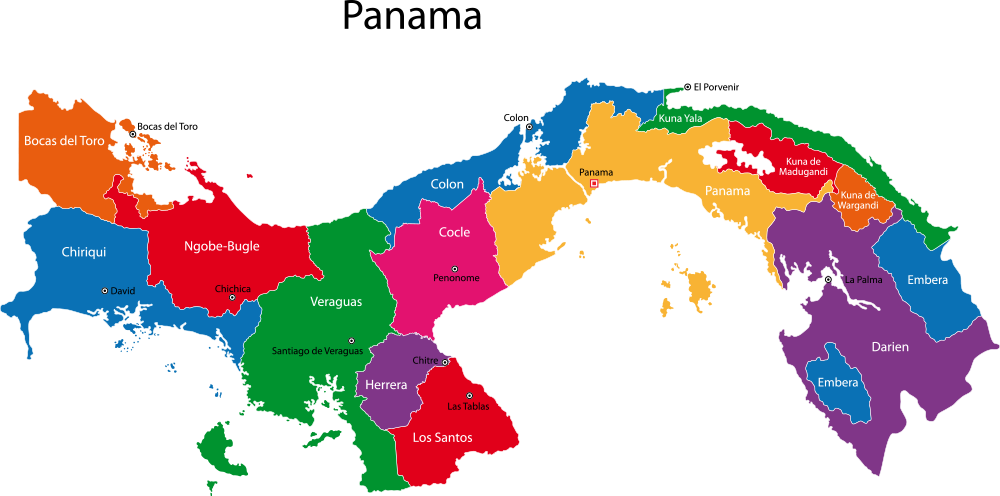 Panama
El Porvenir
Colon
Kuna Yala
Bocas del Toro
Bocas del Toro
Kuna de
Madugandi
Panama
Colon
Panama
Kuna de
Wargandi
Cocle
Ngobe-Bugle
Chiriqui
Penonome
La Palma
Embera
David
Chichica
Veraguas
Santiago de Veraguas
Darien
Chitre
Herrera
Embera
Las Tablas
Los Santos